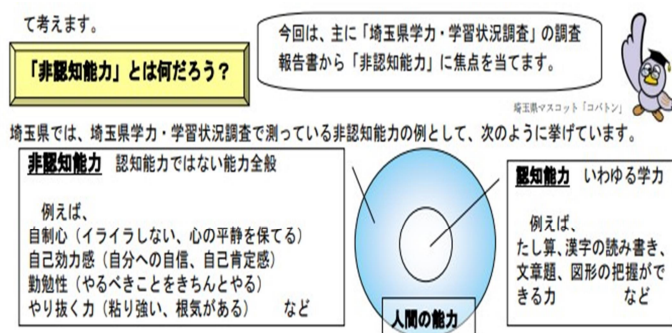 て考えます。
「非認知能力」とは何だろう？
今回は、主に「埼玉県学力・学習状況調査」の調査
報告書から「非認知能力」に焦点を当てます。
埼玉県マスコット「コバトン」
埼玉県では、埼玉県学力・学習状況調査で測っている非認知能力の例として、次のように挙げています。
非認知能力　認知能力ではない能力全般
例えば、
自制心（イライラしない、心の平静を保てる）
自己効力感（自分への自信、自己肯定感）
勤勉性（やるべきことをきちんとやる）
やり抜く力（粘り強い、根気がある）　など
認知能力　いわゆる学力
例えば、
たし算、漢字の読み書き、
文章題、図形の把握がで
きる力　など
人間の能力